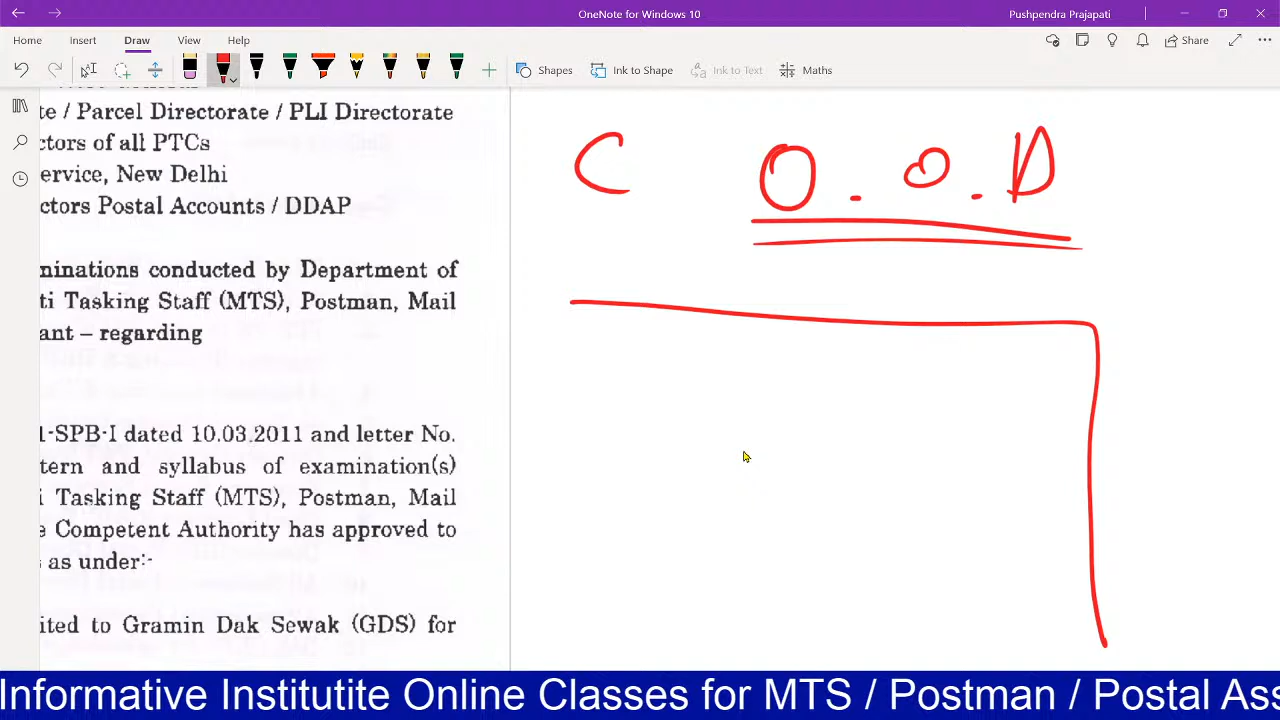 OneNote for Windows 10
Pushpendra Prajapati
Home Insert Draw View Help
Share
Shapes Ink to Shape Ink to Text Maths
te / Parcel Directorate / PLI Directorate
ctors of all PTCs
ervice, New Delhi
ctors Postal Accounts / DDAP
minations conducted by Department of
ti Tasking Staff (MTS), Postman, Mail
ant – regarding
1-SPB-I dated 10.03.2011 and letter No.
tern and syllabus of examination(s)
i Tasking Staff (MTS), Postman, Mail
e Competent Authority has approved to
s as under:-
ited to Gramin Dak Sewak (GDS) for
C O.O.D
Informative Institutite Online Classes for MTS / Postman / Postal Ass